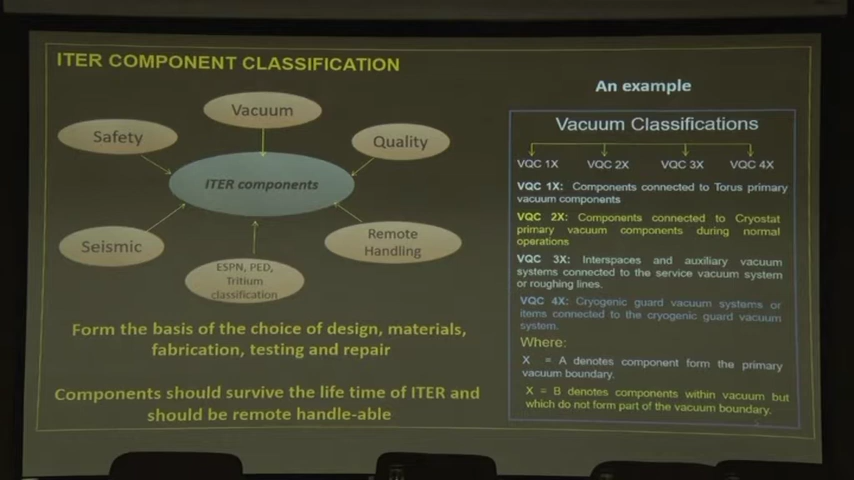 ITER COMPONENT CLASSIFICATION
Vacuum
Safety
Quality
ITER components
Seismic
Remote
Handling
ESPN, PED,
Tritium
classification
Form the basis of the choice of design, materials,
fabrication, testing and repair
Components should survive the life time of ITER and
should be remote handle-able
An example
Vacuum Classifications
VQC 1X VQC 2X VQC 3X VQC 4X
VQC 1X: Components connected to Torus primary
vacuum components
VQC 2X: Components connected to Cryostat
primary vacuum components during normal
operations
VQC 3X: Interspaces and auxiliary vacuum
systems connected to the service vacuum system
or roughing lines.
VQC 4X: Cryogenic guard vacuum systems or
items connected to the cryogenic guard vacuum
system.
Where:
X = A denotes component form the primary
vacuum boundary.
X = B denotes components within vacuum but
which do not form part of the vacuum boundary.